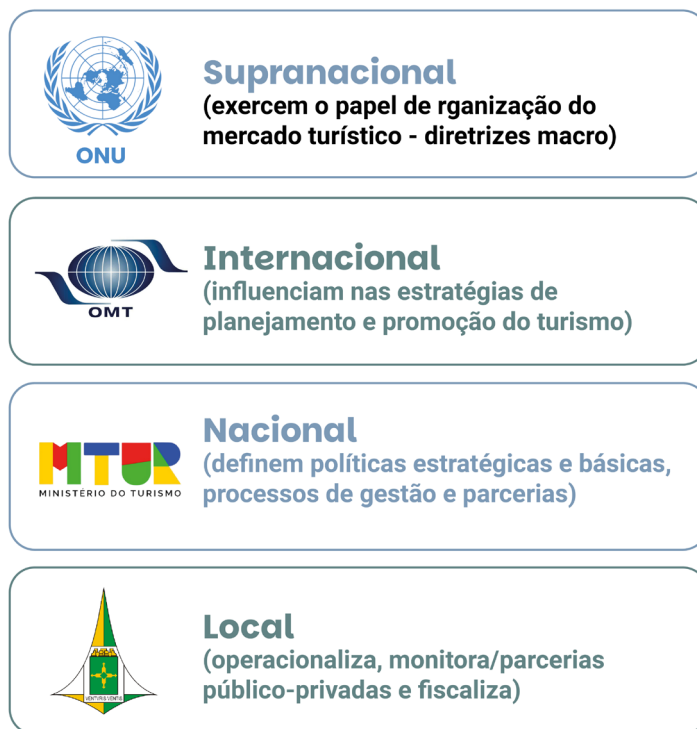 Supranacional
(exercem o papel de rganização do
mercado turístico - diretrizes macro)
ONU
Internacional
(influenciam nas estratégias de
planejamento e promoção do turismo)
OMT
Nacional
(definem políticas estratégicas e básicas,
processos de gestão e parcerias)
MTUR
MINISTÉRIO DO TURISMO
Local
(operacionaliza, monitora/parcerias
público-privadas e fiscaliza)
VENTVRIS VENTIS